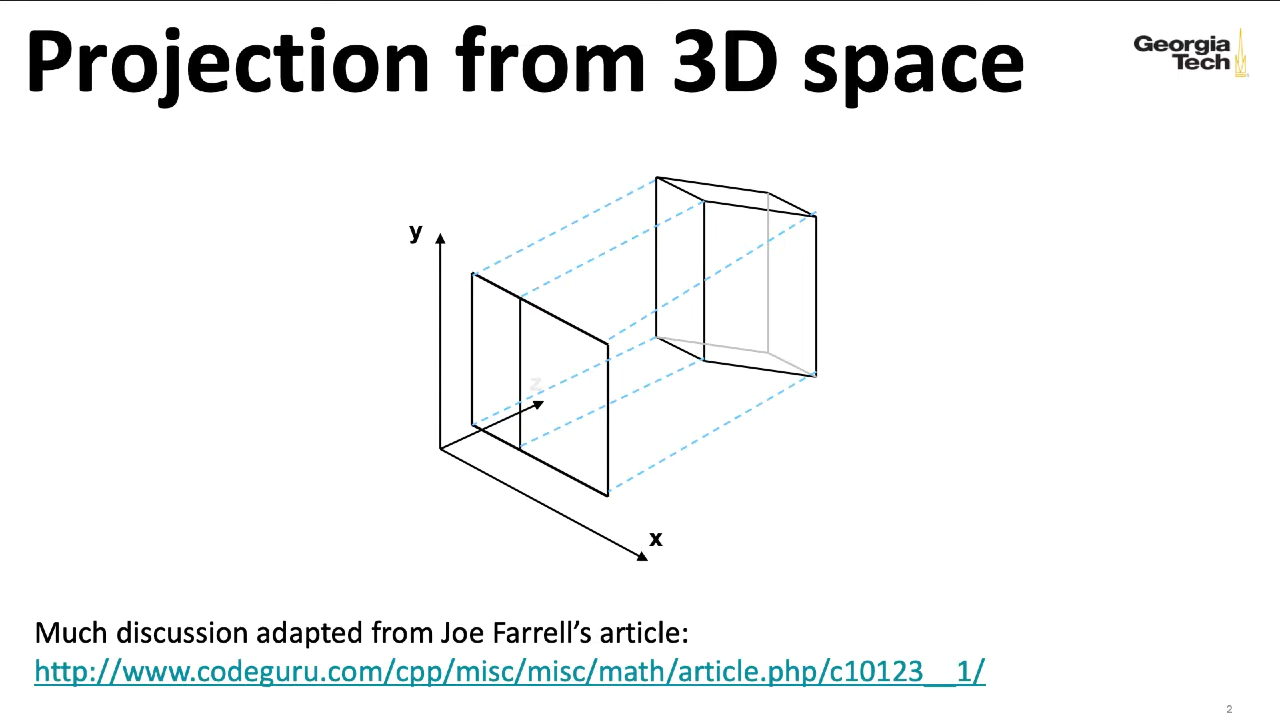 Projection from 3D space
Georgia
Tech
y
z
x
Much discussion adapted from Joe Farrell’s article:
http://www.codeguru.com/cpp/misc/misc/math/article.php/c10123__1/
2